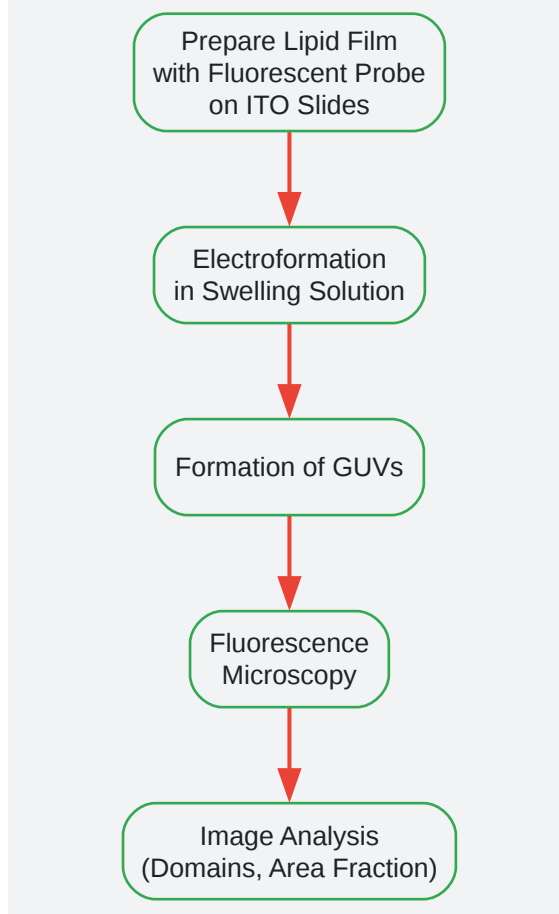 Prepare Lipid Film
with Fluorescent Probe
on ITO Slides
Electroformation
in Swelling Solution
Formation of GUVs
Fluorescence
Microscopy
Image Analysis
(Domains, Area Fraction)